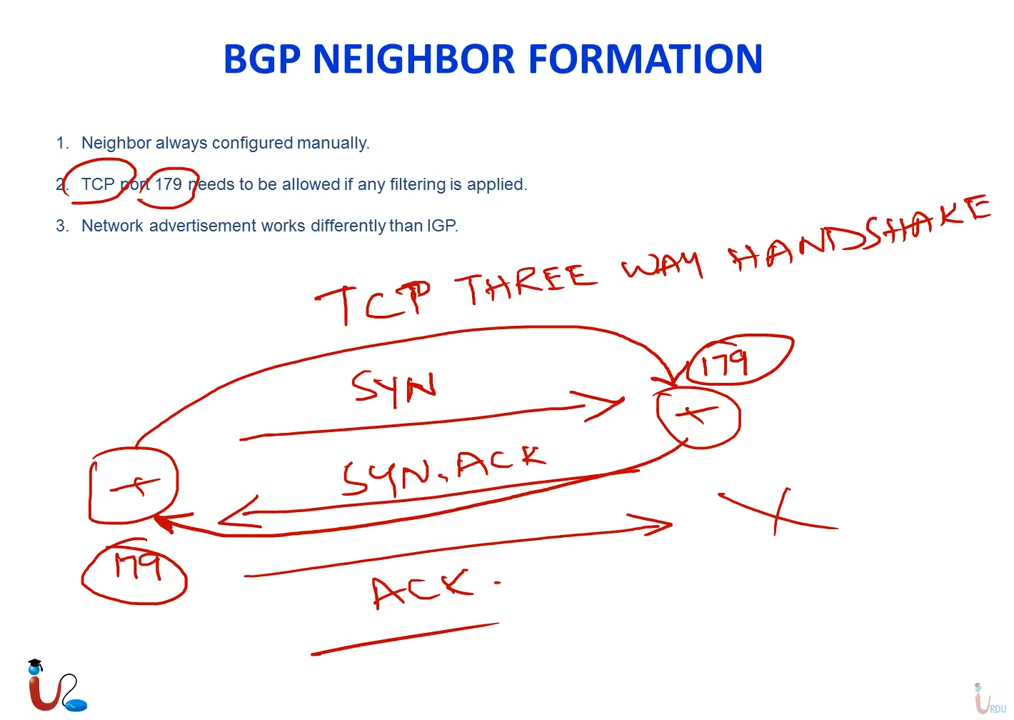 BGP NEIGHBOR FORMATION
1. Neighbor always configured manually.
2. TCP port 179 needs to be allowed if any filtering is applied.
3. Network advertisement works differently than IGP.
TCP THREE WAY HANDSHAKE
179
SYN
SYN, ACK
179
ACK.
URDU